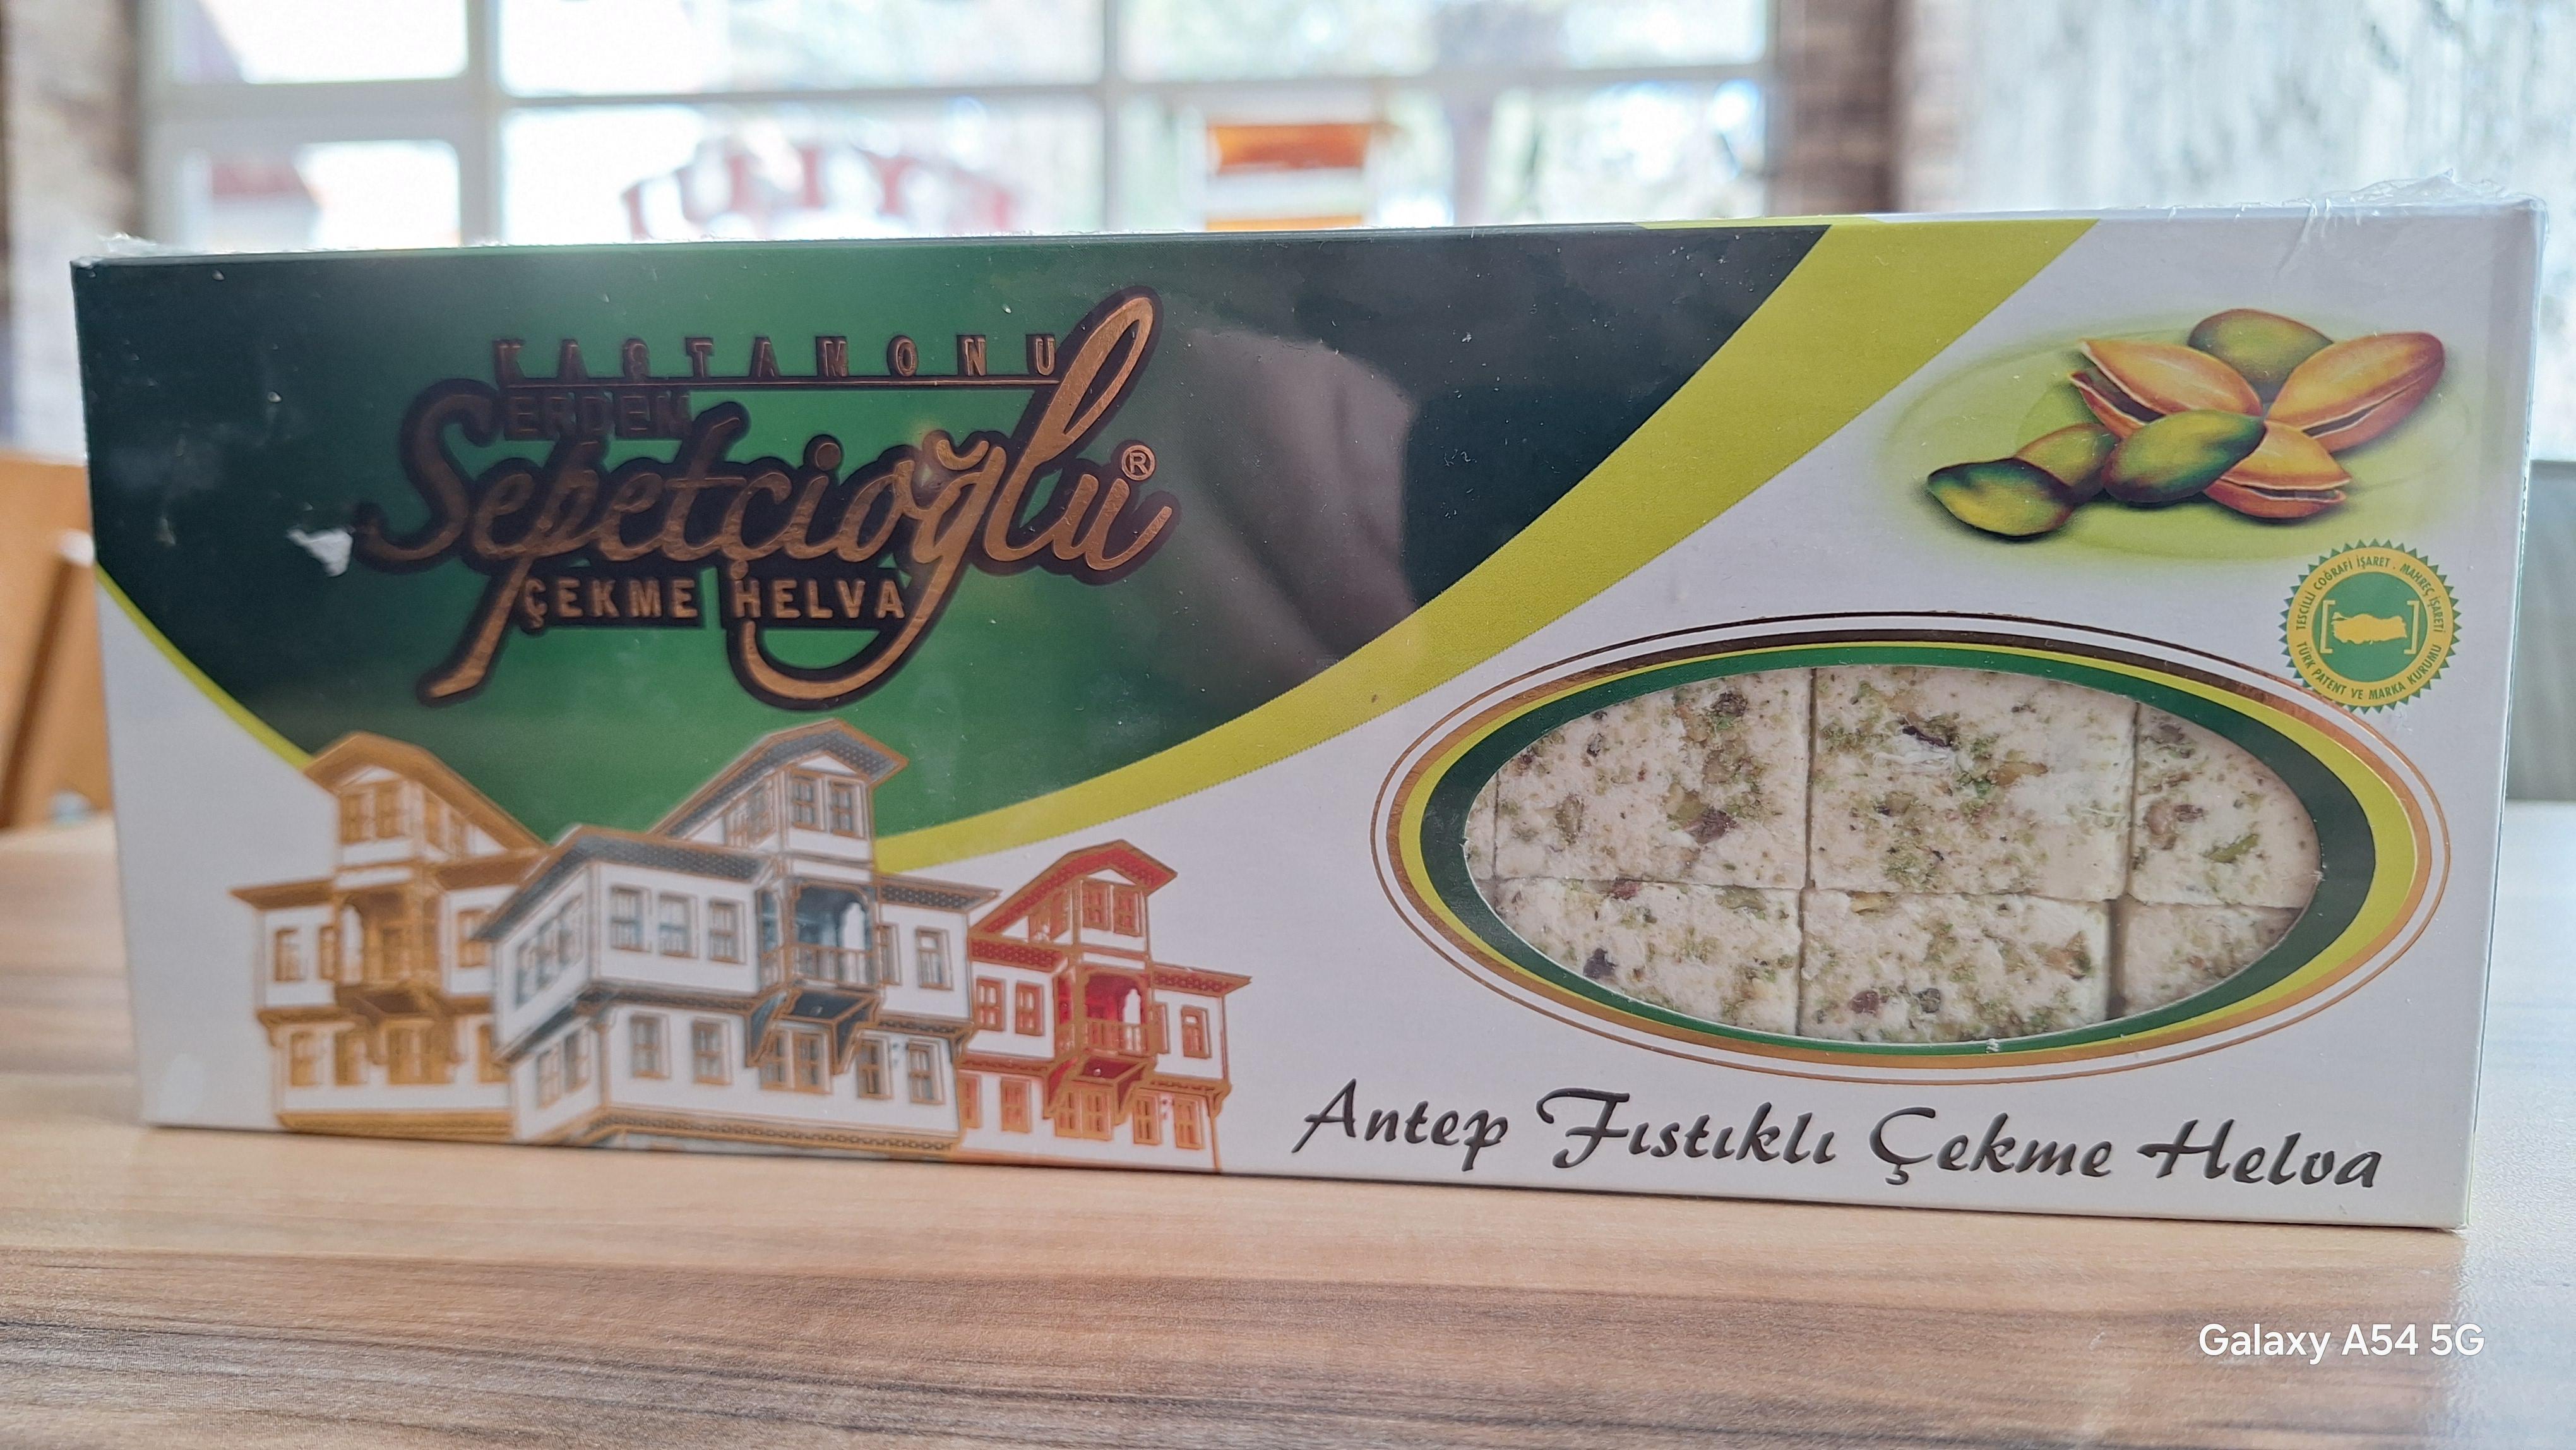 KASTAMONU
ERDEM
Sepetçioğlu®
ÇEKME HELVA
TESCİLLİ COĞRAFİ İŞARET . MAHREÇ İŞARETİ
TÜRK PATENT VE MARKA KURUMU
Antep Fıstıklı Çekme Helva
Galaxy A54 5G